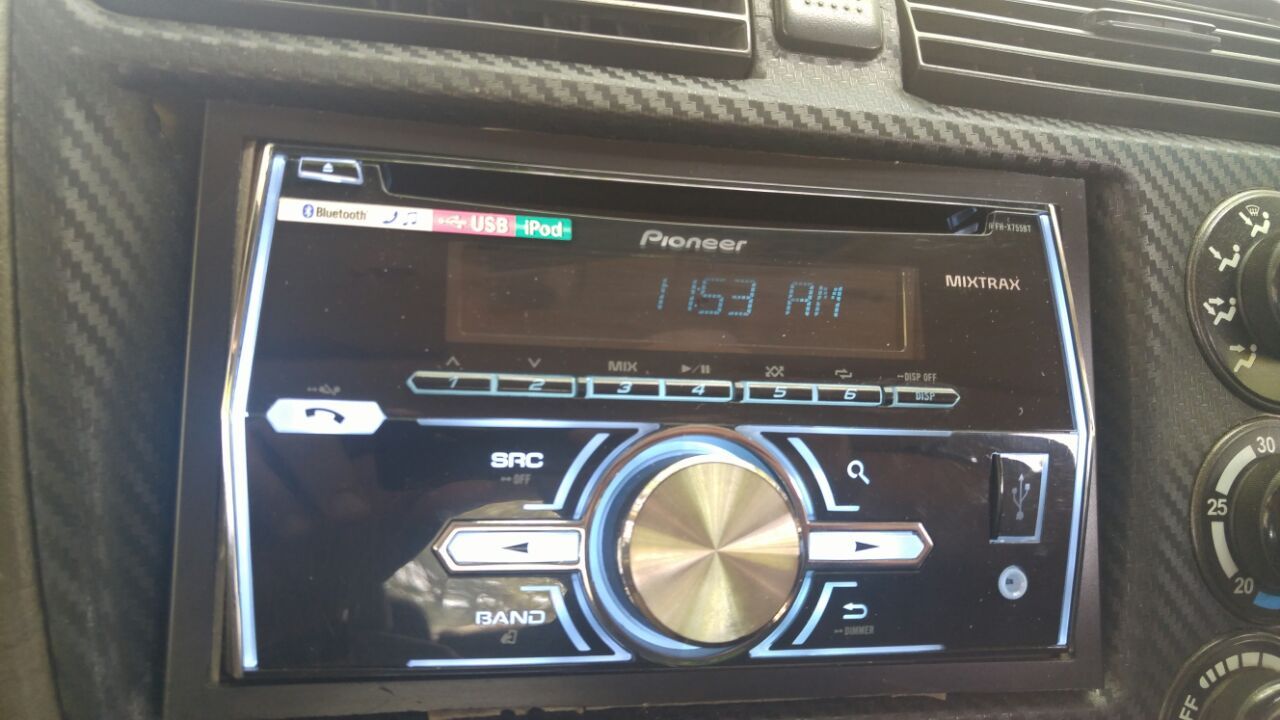 Bluetooth USB iPod
Pioneer
FH-X755BT
11:53 AM
MIXTRAX
MIX
DISP OFF
1 2 3 4 5 6 DISP
SRC
OFF
BAND
DIMMER
30
25
20